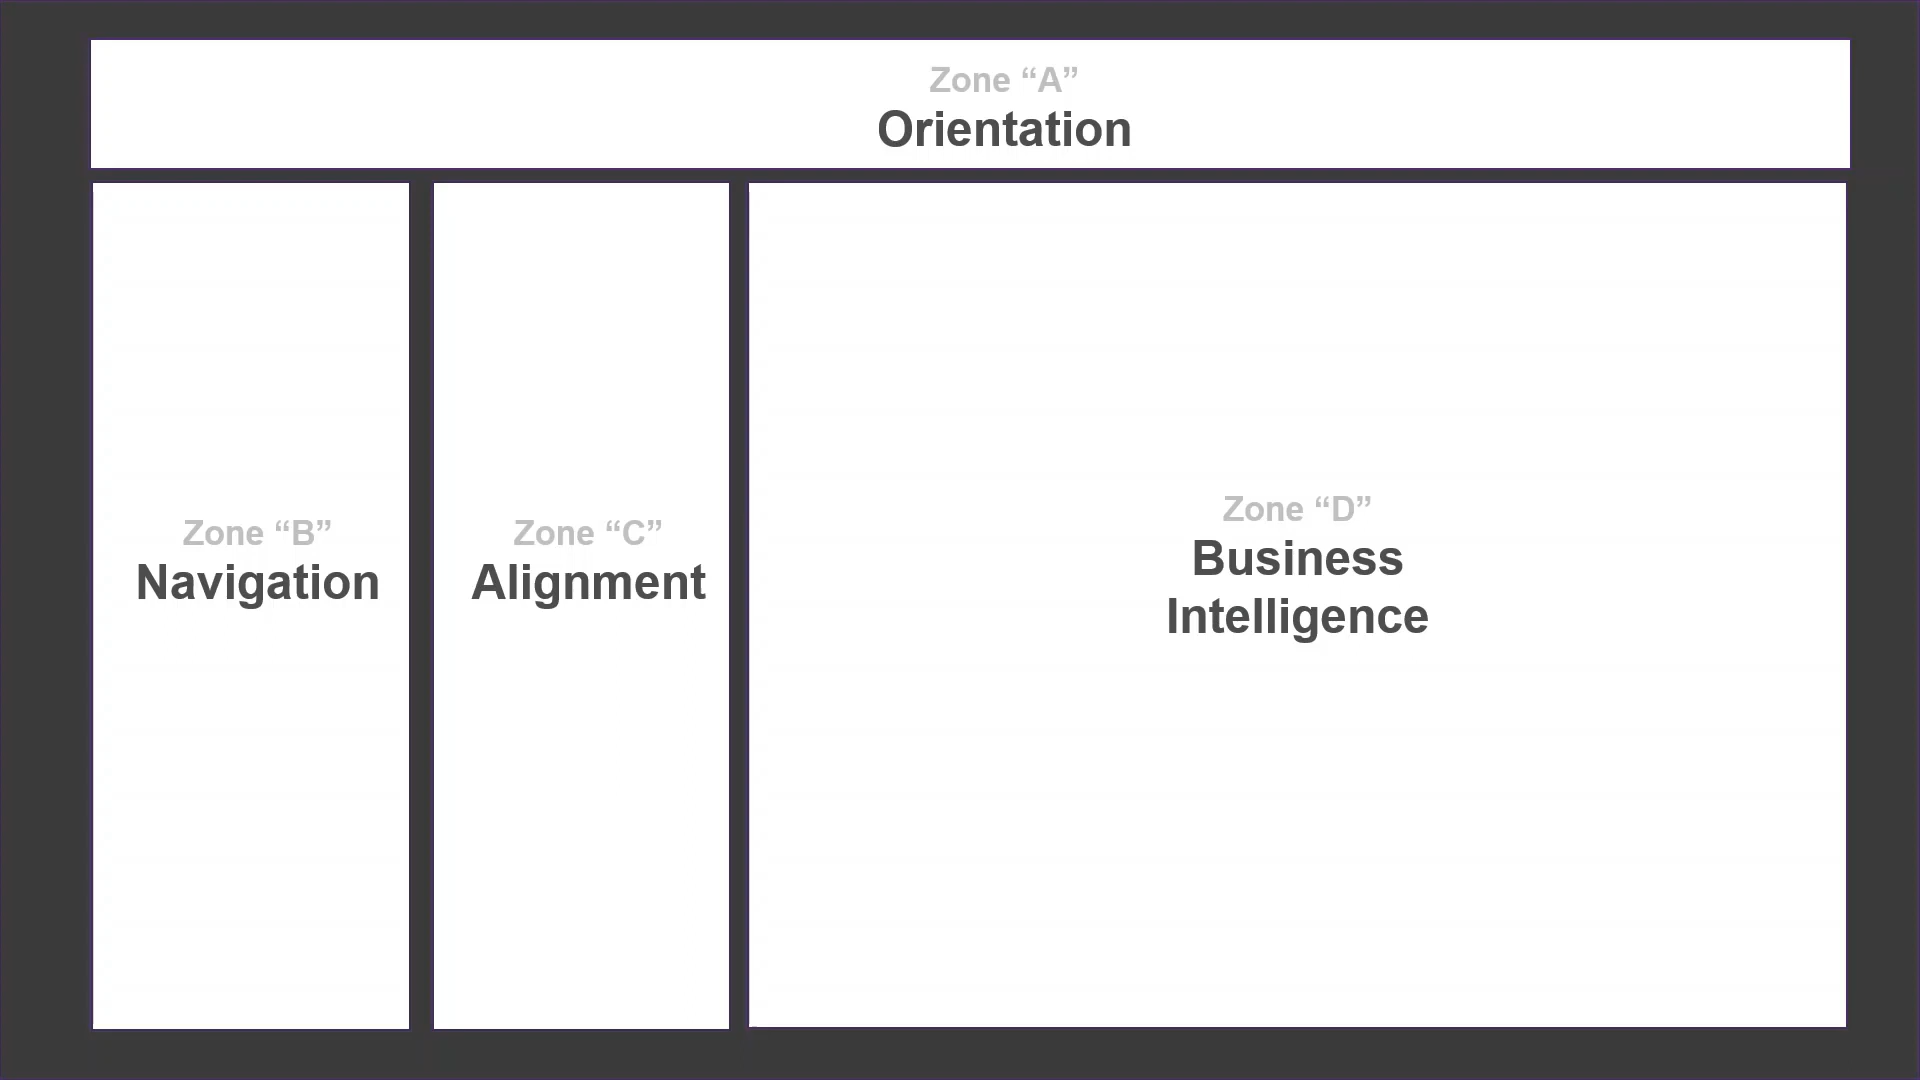 Zone “A”
Orientation
Zone “B”
Navigation
Zone “C”
Alignment
Zone “D”
Business
Intelligence